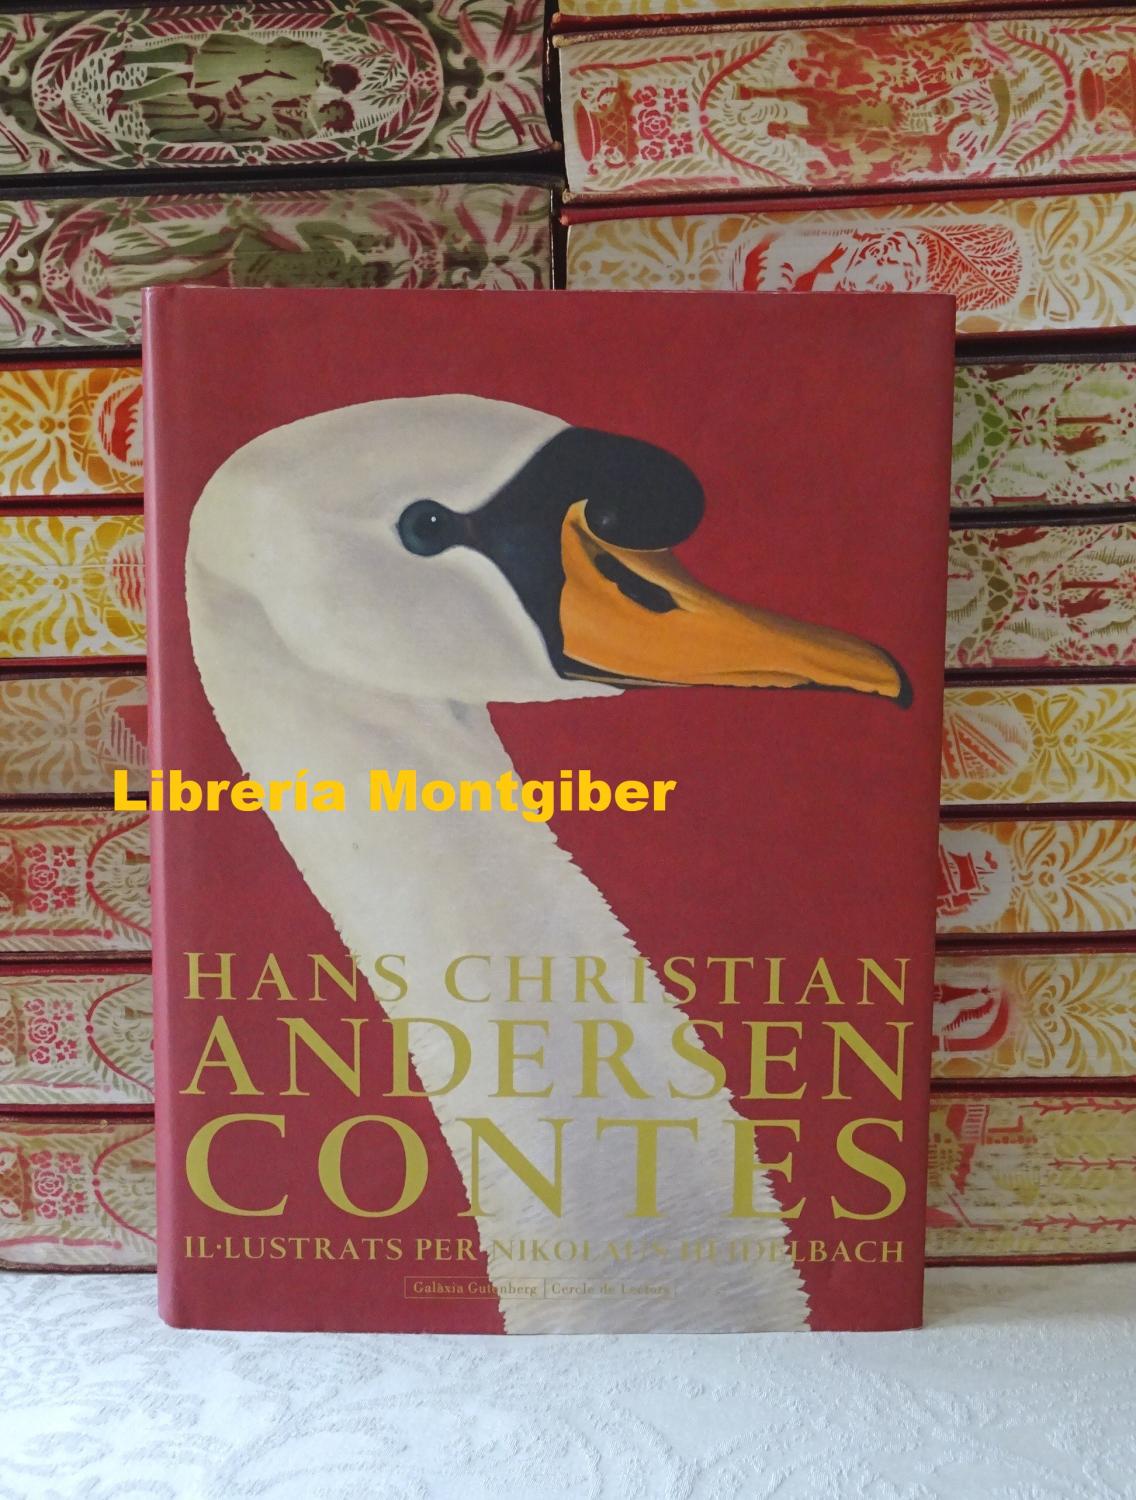 Librería Montgiber
HANS CHRISTIAN
ANDERSEN
CONTES
IL·LUSTRATS PER NIKOLAUS HEIDELBACH
Galàxia Gutenberg Cercle de Lectors